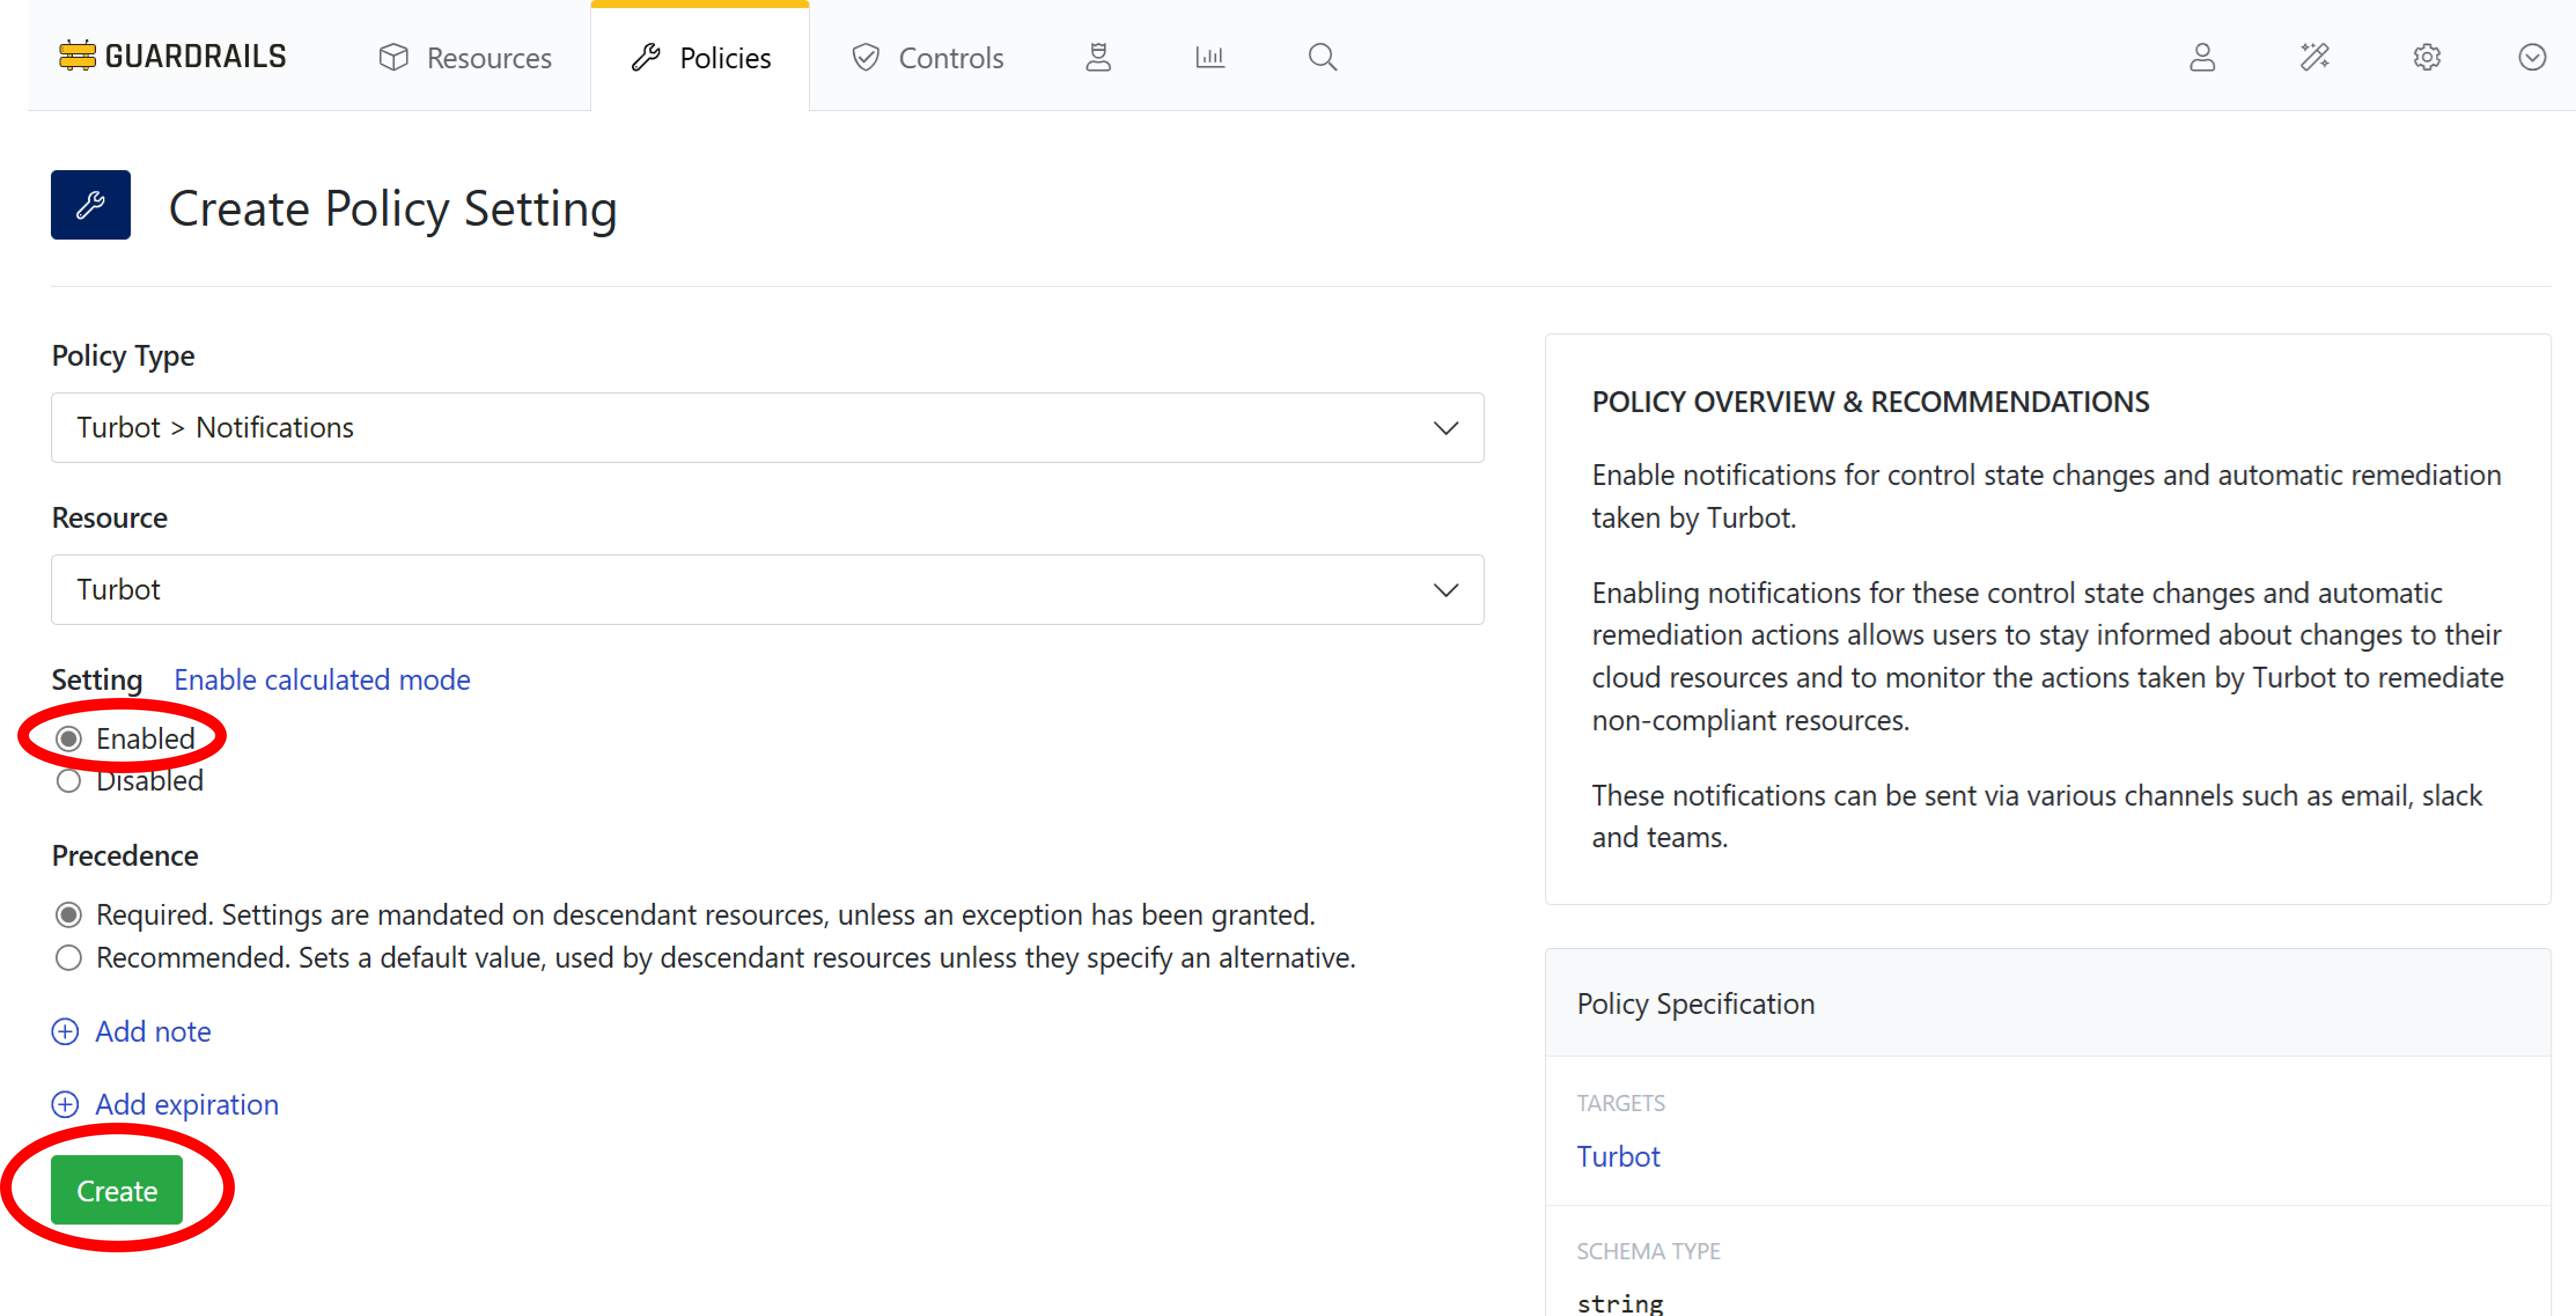 GUARDRAILS
Resources
Policies
Controls
Create Policy Setting
Policy Type
Turbot > Notifications
Resource
Turbot
Setting Enable calculated mode
Enabled
Disabled
Precedence
Required. Settings are mandated on descendant resources, unless an exception has been granted.
Recommended. Sets a default value, used by descendant resources unless they specify an alternative.
Add note
Add expiration
Create
POLICY OVERVIEW & RECOMMENDATIONS
Enable notifications for control state changes and automatic remediation
taken by Turbot.
Enabling notifications for these control state changes and automatic
remediation actions allows users to stay informed about changes to their
cloud resources and to monitor the actions taken by Turbot to remediate
non-compliant resources.
These notifications can be sent via various channels such as email, slack
and teams.
Policy Specification
TARGETS
Turbot
SCHEMA TYPE
string